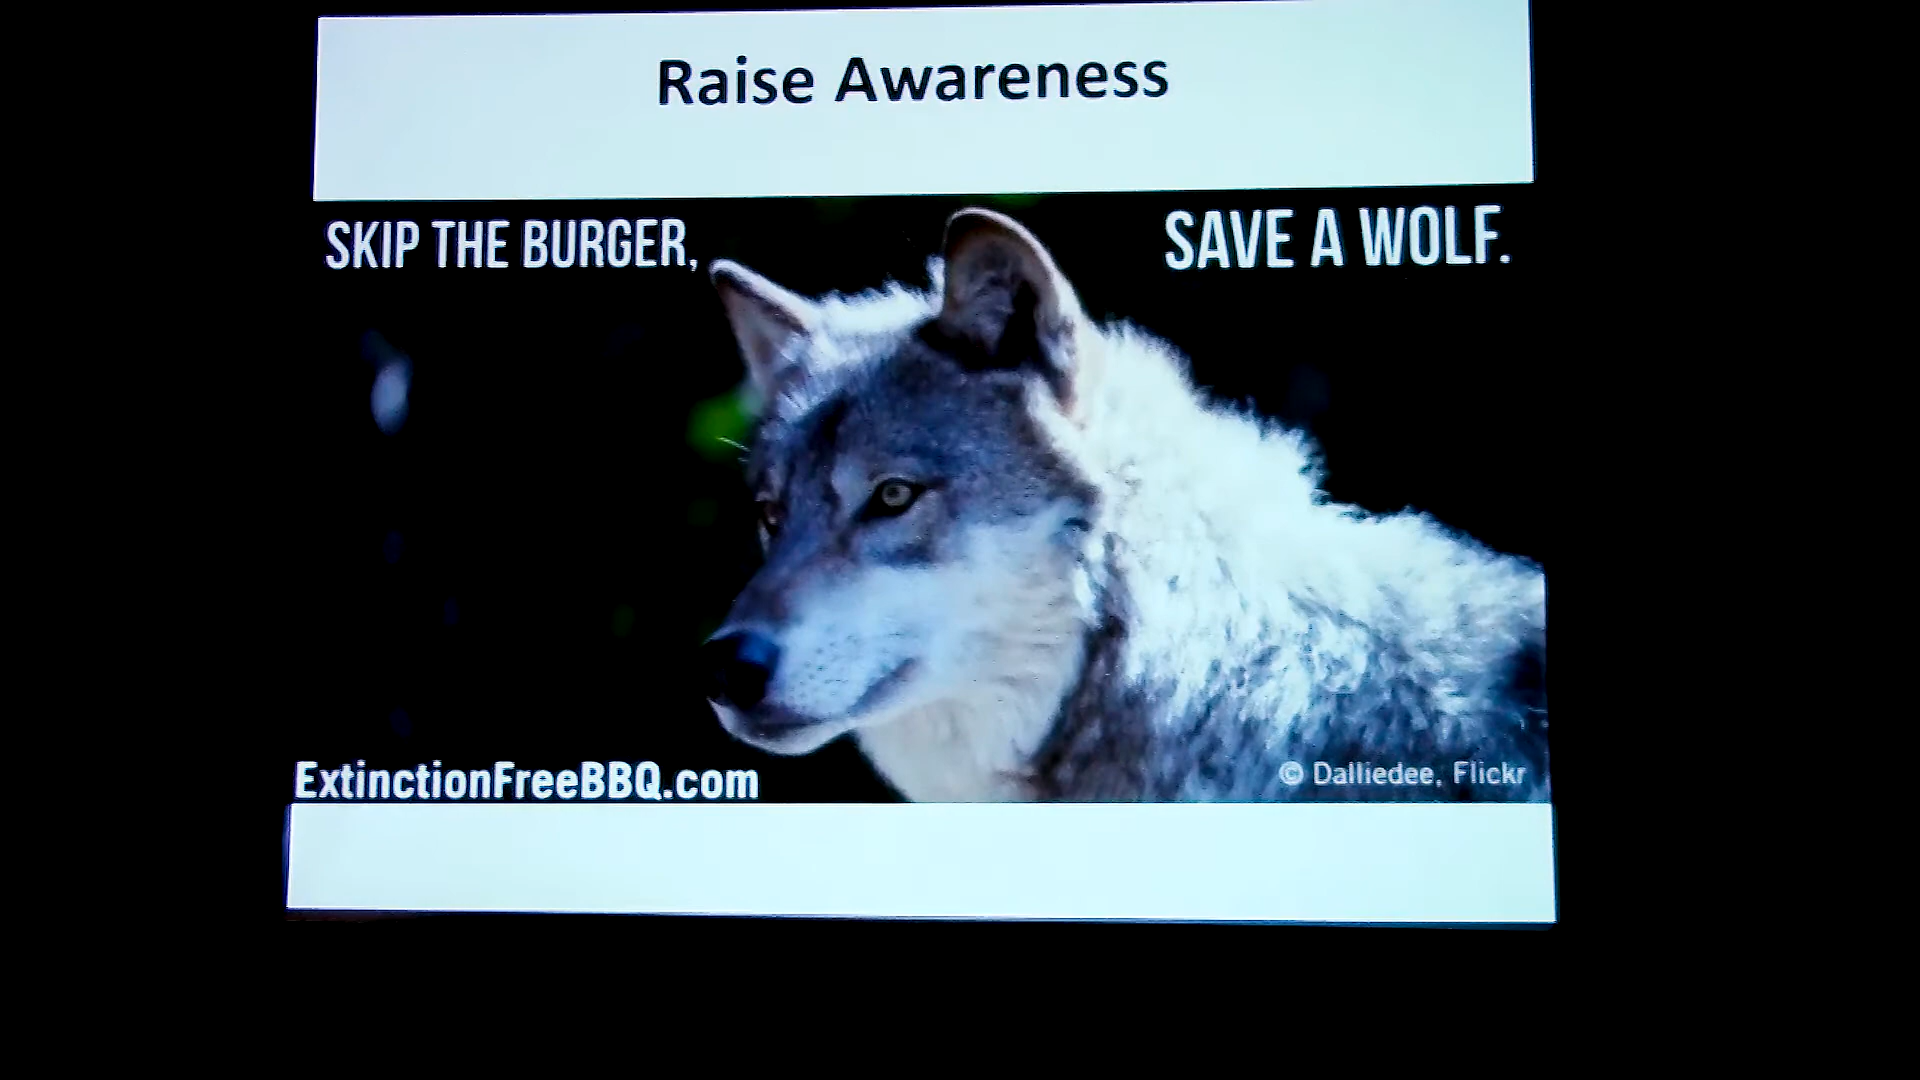 Raise Awareness
SKIP THE BURGER,
SAVE A WOLF.
ExtinctionFreeBBQ.com
© Dalliedee, Flickr